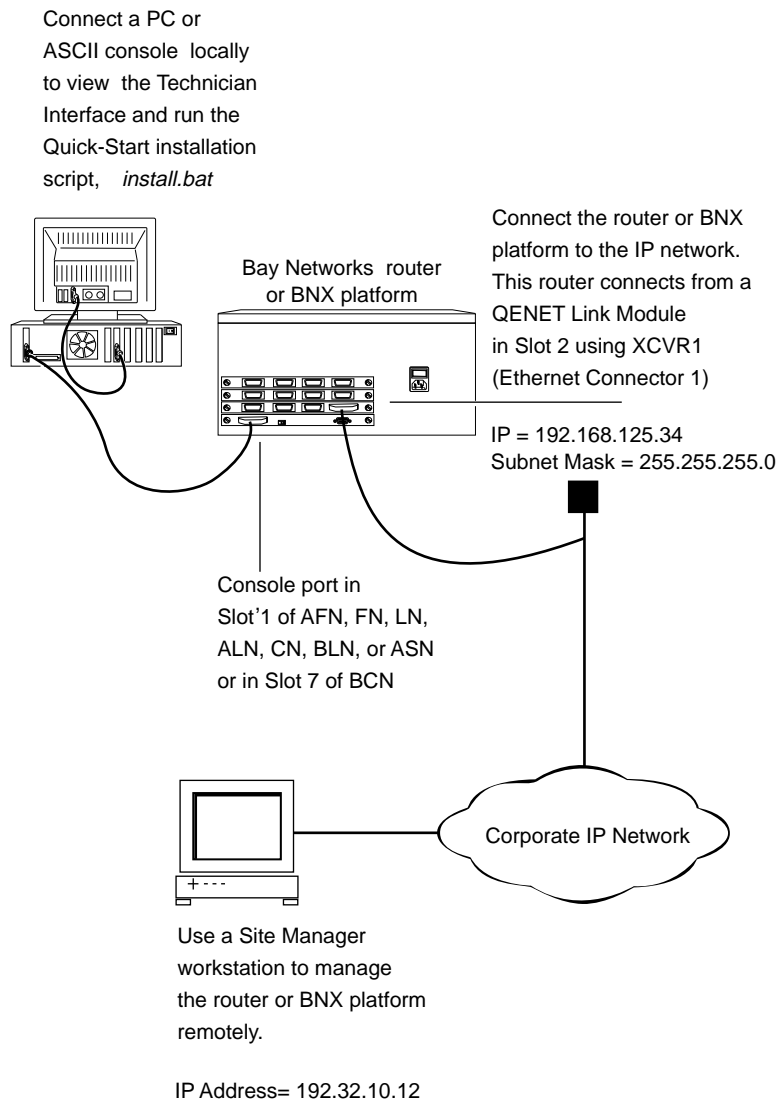 Connect a PC or
ASCII console locally
to view the Technician
Interface and run the
Quick-Start installation
script, install.bat
Bay Networks router
or BNX platform
Connect the router or BNX
platform to the IP network.
This router connects from a
QENET Link Module
in Slot 2 using XCVR1
(Ethernet Connector 1)
IP = 192.168.125.34
Subnet Mask = 255.255.255.0
Console port in
Slot'1 of AFN, FN, LN,
ALN, CN, BLN, or ASN
or in Slot 7 of BCN
Corporate IP Network
Use a Site Manager
workstation to manage
the router or BNX platform
remotely.
IP Address= 192.32.10.12